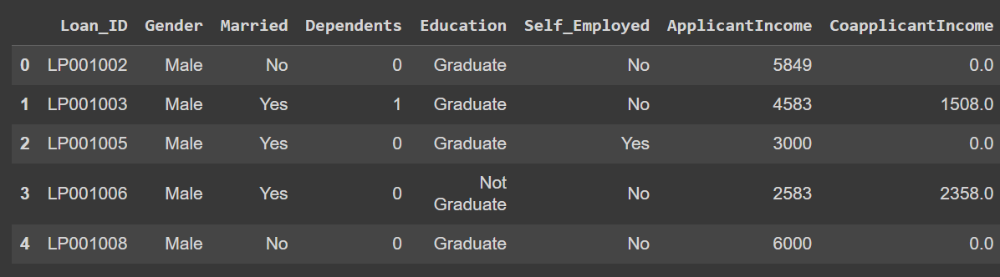 Loan_ID Gender Married Dependents Education Self_Employed ApplicantIncome CoapplicantIncome
0 LP001002 Male No 0 Graduate No 5849 0.0
1 LP001003 Male Yes 1 Graduate No 4583 1508.0
2 LP001005 Male Yes 0 Graduate Yes 3000 0.0
3 LP001006 Male Yes 0 Not Graduate No 2583 2358.0
4 LP001008 Male No 0 Graduate No 6000 0.0